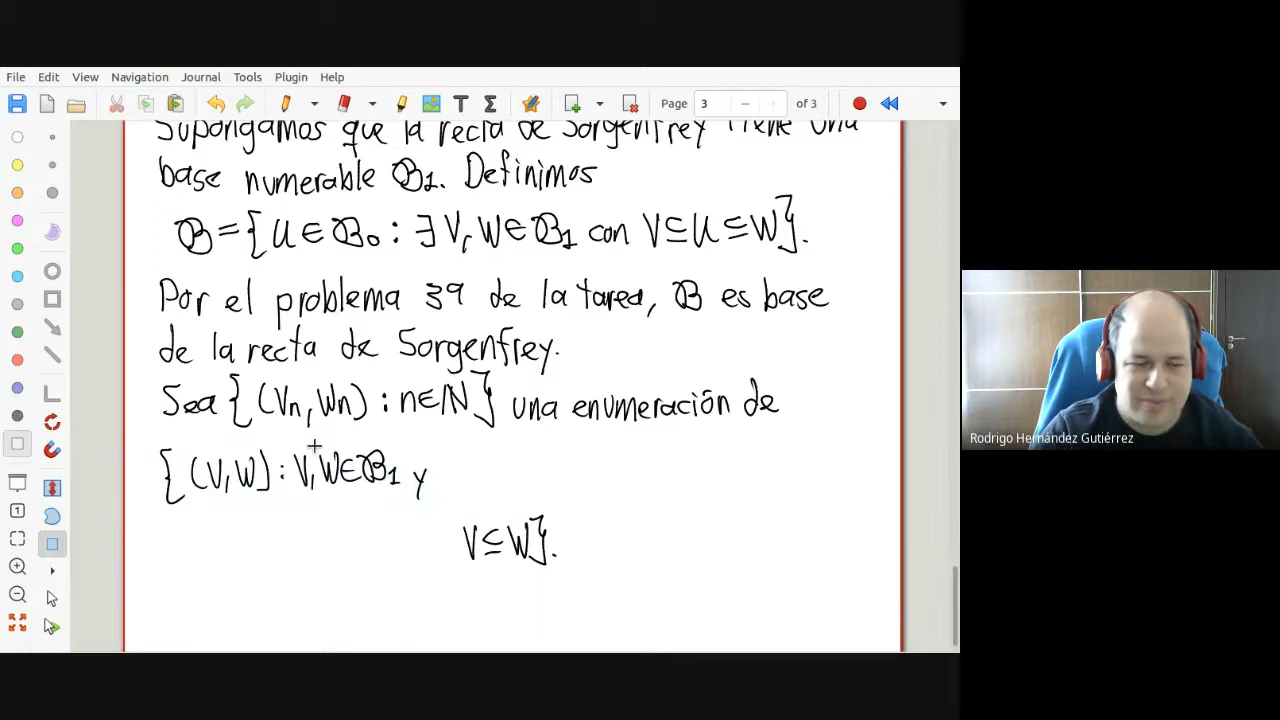 File Edit View Navigation Journal Tools Plugin Help
Page 3 of 3
Supongamos que la recta de Sorgenfrey tiene una
base numerable ℬ₁. Definimos
ℬ = {U ∈ ℬ₀ : ∃ V, W ∈ ℬ₁ con V ⊆ U ⊆ W}.
Por el problema 39 de la tarea, ℬ es base
de la recta de Sorgenfrey.
Sea {(Vn, Wn) : n ∈ ℕ} una enumeración de
{(V, W) : V, W ∈ ℬ₁ y
V ⊆ W}.
Rodrigo Hernández Gutiérrez